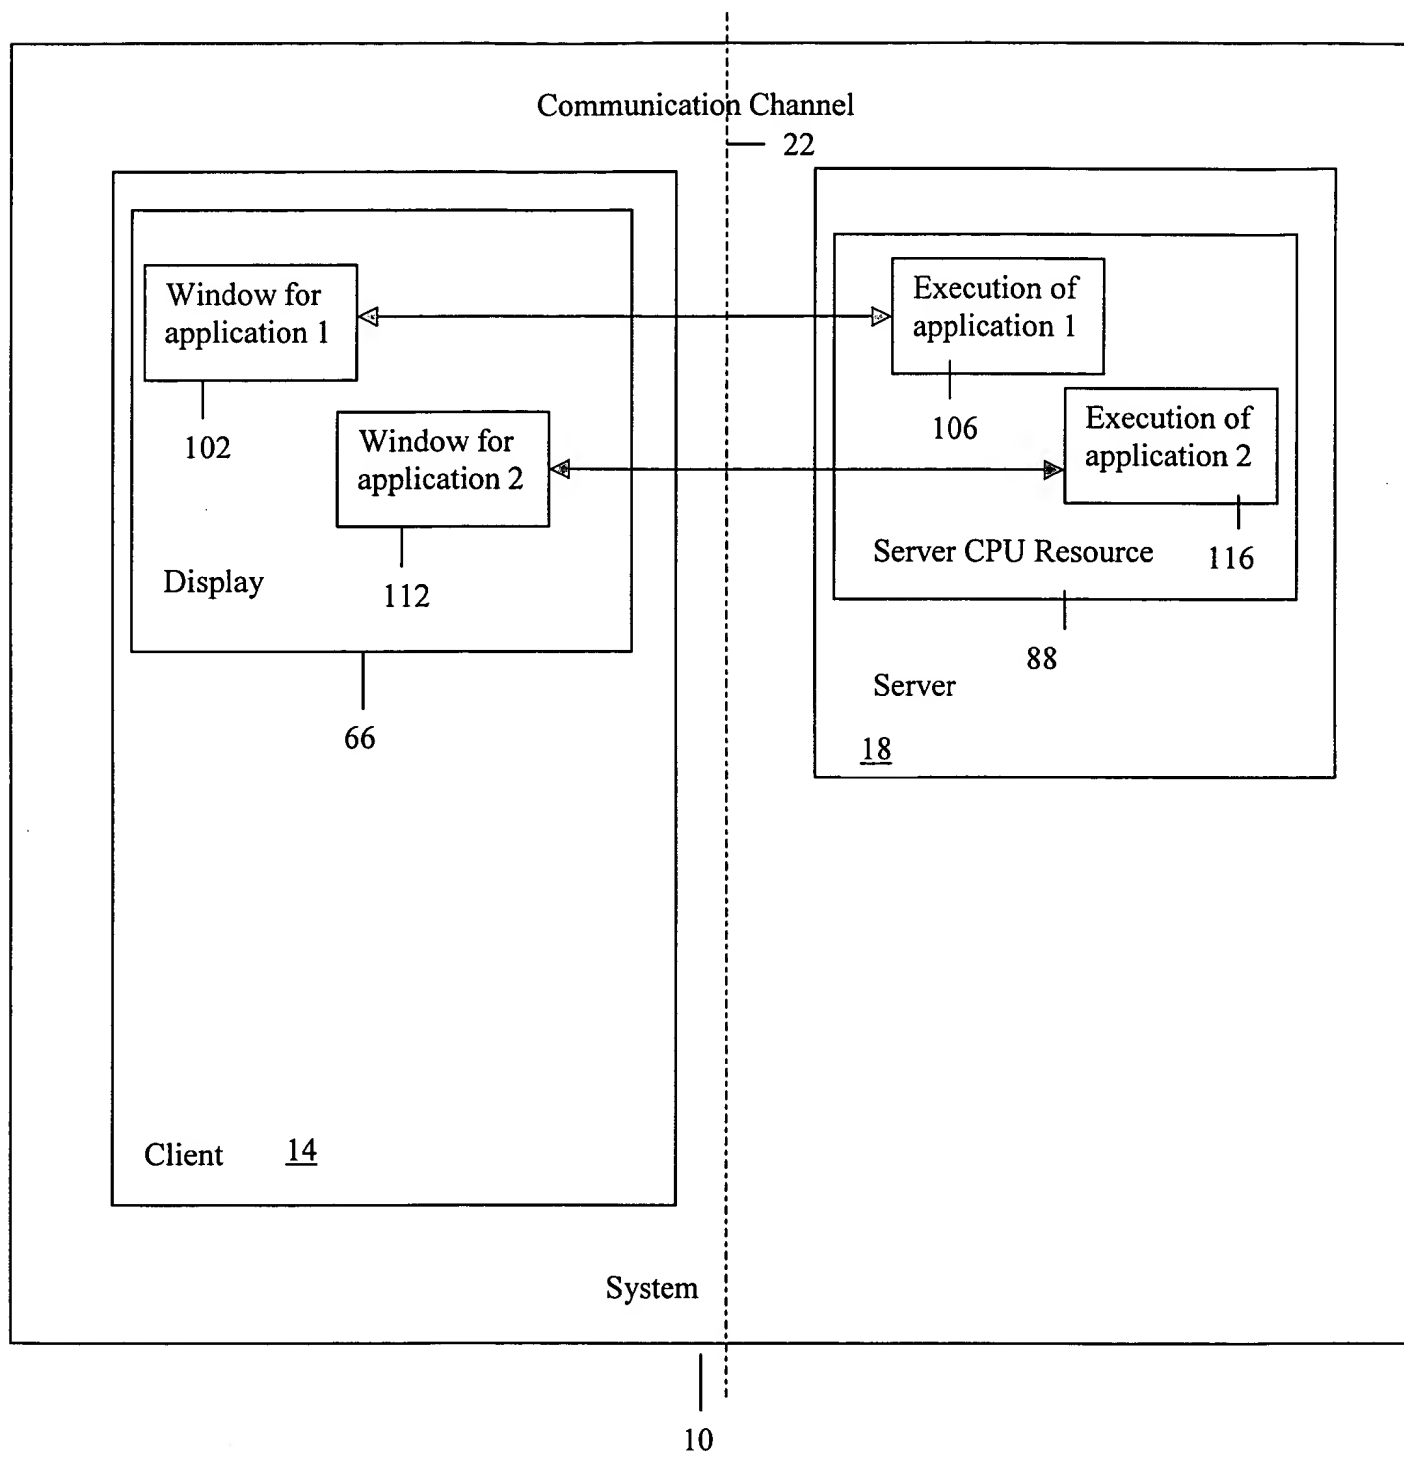 Communication Channel
22
Window for
application 1
102
Window for
application 2
112
Display
66
Client 14
Execution of
application 1
106
Execution of
application 2
116
Server CPU Resource
88
Server
18
System
10